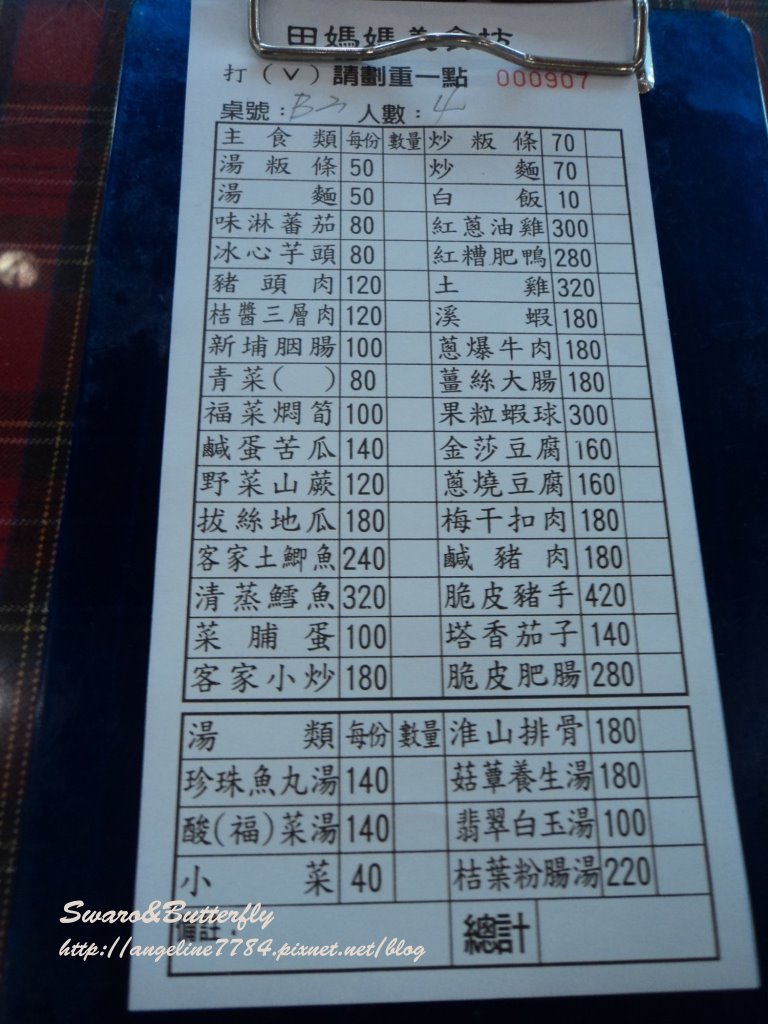 田媽媽美食坊
打(V)請劃重一點 000907
桌號:B2 人數:4
主食類 每份 數量 炒粄條 70
湯粄條 50 炒麵 70
湯麵 50 白飯 10
味淋蕃茄 80 紅蔥油雞 300
冰心芋頭 80 紅糟肥鴨 280
豬頭肉 120 土雞 320
桔醬三層肉 120 溪蝦 180
新埔胭腸 100 蔥爆牛肉 180
青菜( ) 80 薑絲大腸 180
福菜燜筍 100 果粒蝦球 300
鹹蛋苦瓜 140 金莎豆腐 160
野菜山蕨 120 蔥燒豆腐 160
拔絲地瓜 180 梅干扣肉 180
客家土鯽魚 240 鹹豬肉 180
清蒸鱈魚 320 脆皮豬手 420
菜脯蛋 100 塔香茄子 140
客家小炒 180 脆皮肥腸 280
湯類 每份 數量 淮山排骨 180
珍珠魚丸湯 140 菇蕈養生湯 180
酸(福)菜湯 140 翡翠白玉湯 100
小菜 40 桔葉粉腸湯 220
備註: 總計
Swaro&Butterfly
http://angeline7784.pixnet.net/blog